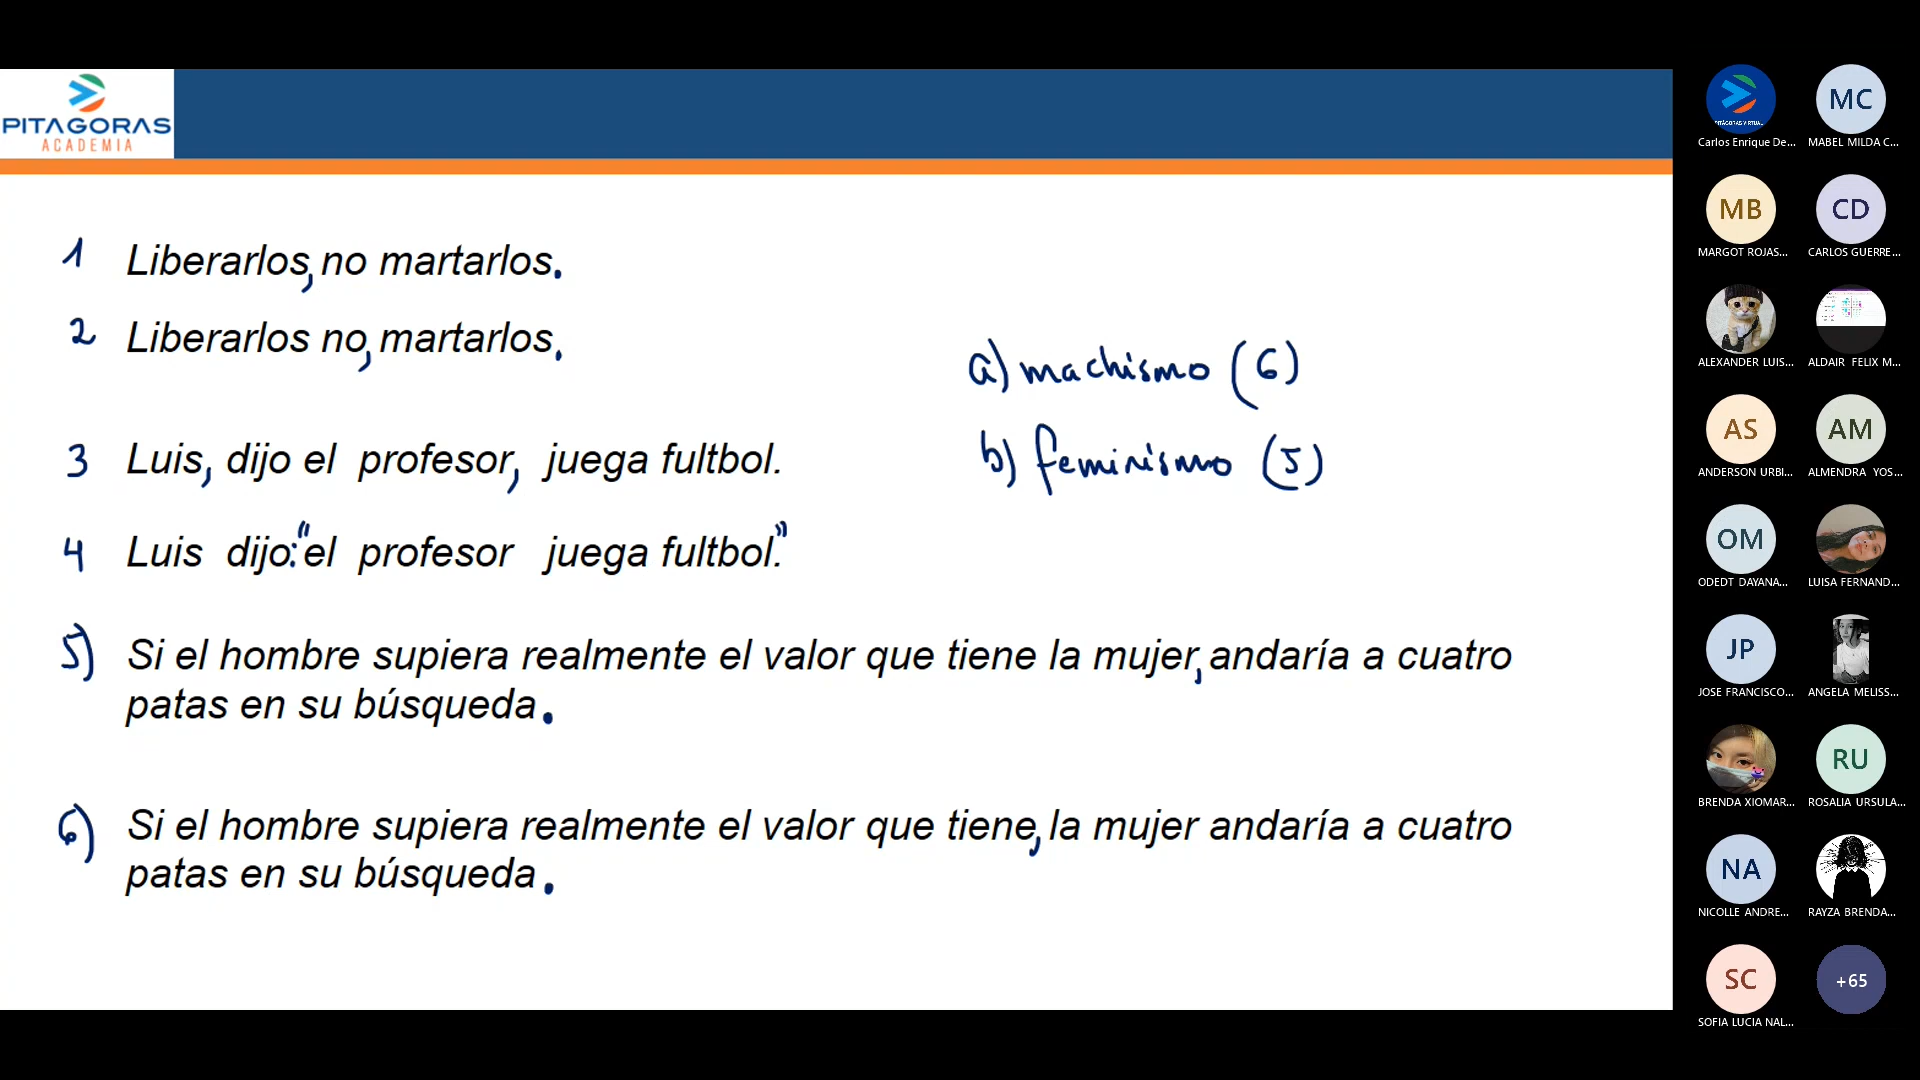 PITAGORAS
ACADEMIA
1 Liberarlos, no martarlos.
2 Liberarlos no, martarlos.
3 Luis, dijo el profesor, juega fultbol.
4 Luis dijo: "el profesor juega fultbol."
5) Si el hombre supiera realmente el valor que tiene la mujer, andaría a cuatro
patas en su búsqueda.
6) Si el hombre supiera realmente el valor que tiene, la mujer andaría a cuatro
patas en su búsqueda.
a) machismo (6)
b) feminismo (5)
PITÁGORAS VIRTUAL
Carlos Enrique De...
MC
MABEL MILDA C...
MB
MARGOT ROJAS...
CD
CARLOS GUERRE...
ALEXANDER LUIS...
ALDAIR FELIX M...
AS
ANDERSON URBI...
AM
ALMENDRA YOS...
OM
ODEDT DAYANA...
LUISA FERNAND...
JP
JOSE FRANCISCO...
ANGELA MELISS...
BRENDA XIOMAR...
RU
ROSALIA URSULA...
NA
NICOLLE ANDRE...
RAYZA BRENDA...
SC
SOFIA LUCIA NAL...
+65